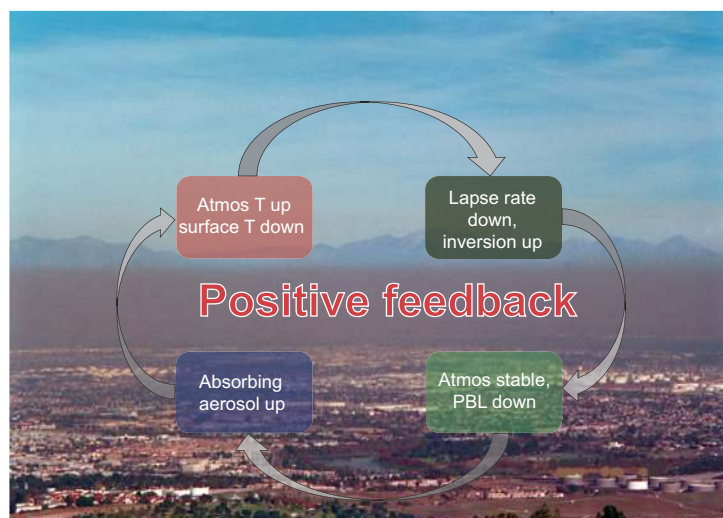 Atmos T up
surface T down
Lapse rate
down,
inversion up
Positive feedback
Absorbing
aerosol up
Atmos stable,
PBL down